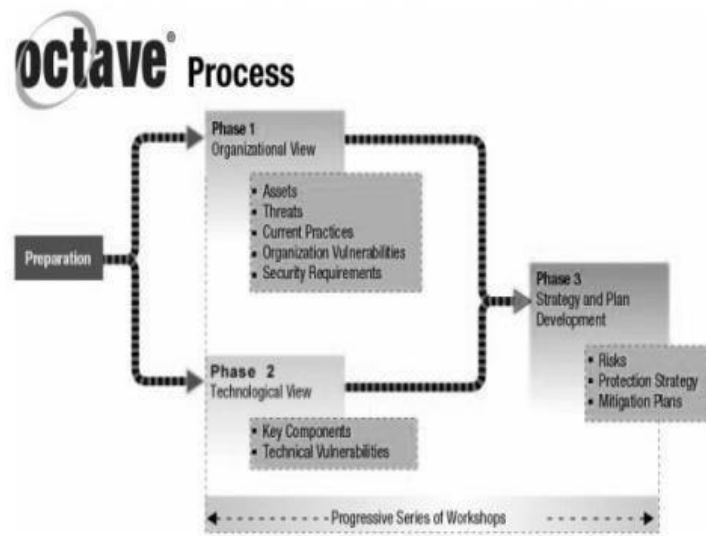 octave® Process
Phase 1
Organizational View
▪ Assets
▪ Threats
▪ Current Practices
▪ Organization Vulnerabilities
▪ Security Requirements
Preparation
Phase 3
Strategy and Plan
Development
▪ Risks
▪ Protection Strategy
▪ Mitigation Plans
Phase 2
Technological View
▪ Key Components
▪ Technical Vulnerabilities
Progressive Series of Workshops